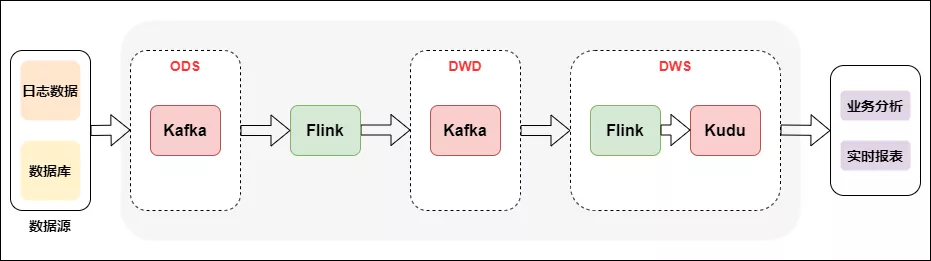 日志数据
数据库
数据源
ODS
Kafka
Flink
DWD
Kafka
DWS
Flink
Kudu
业务分析
实时报表